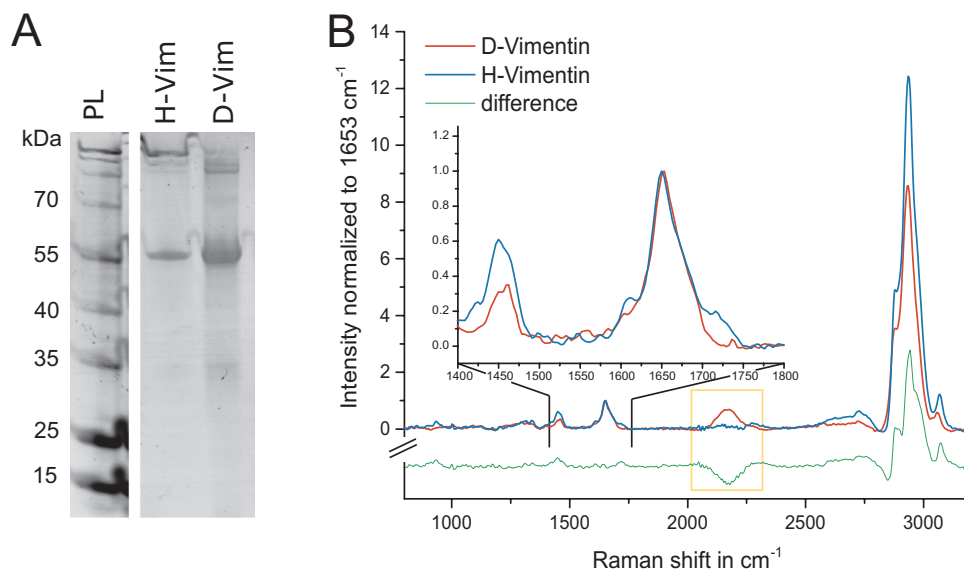 A
PL
H-Vim
D-Vim
kDa
70
55
40
35
25
15
B
D-Vimentin
H-Vimentin
difference
Intensity normalized to 1653 cm⁻¹
14
12
10
8
6
4
2
0
1.2
1.0
0.8
0.6
0.4
0.2
0.0
1400 1450 1500 1550 1600 1650 1700 1750 1800
1000 1500 2000 2500 3000
Raman shift in cm⁻¹